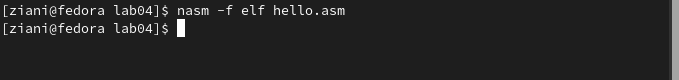 [ziani@fedora lab04]$ nasm -f elf hello.asm
[ziani@fedora lab04]$